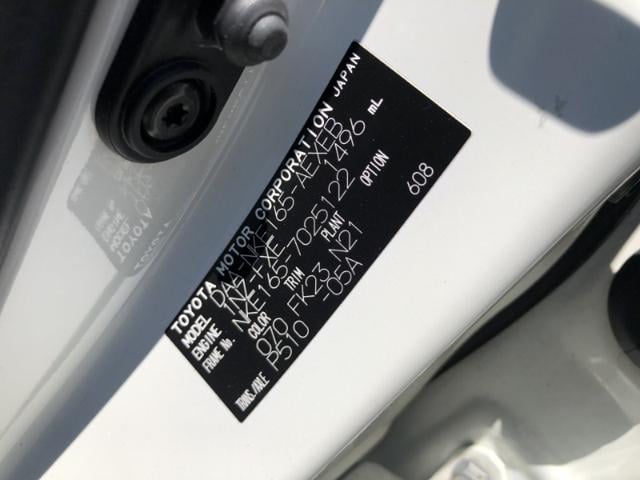 TOYOTA MOTOR CORPORATION JAPAN
MODEL DAE-NKE165-AEXEB
ENGINE 1NZ-FXE 1496 mL
FRAME No. NKE165-7025122
COLOR TRIM PLANT OPTION
070 FK23 N21 608
TRANS./AXLE P510 -05A